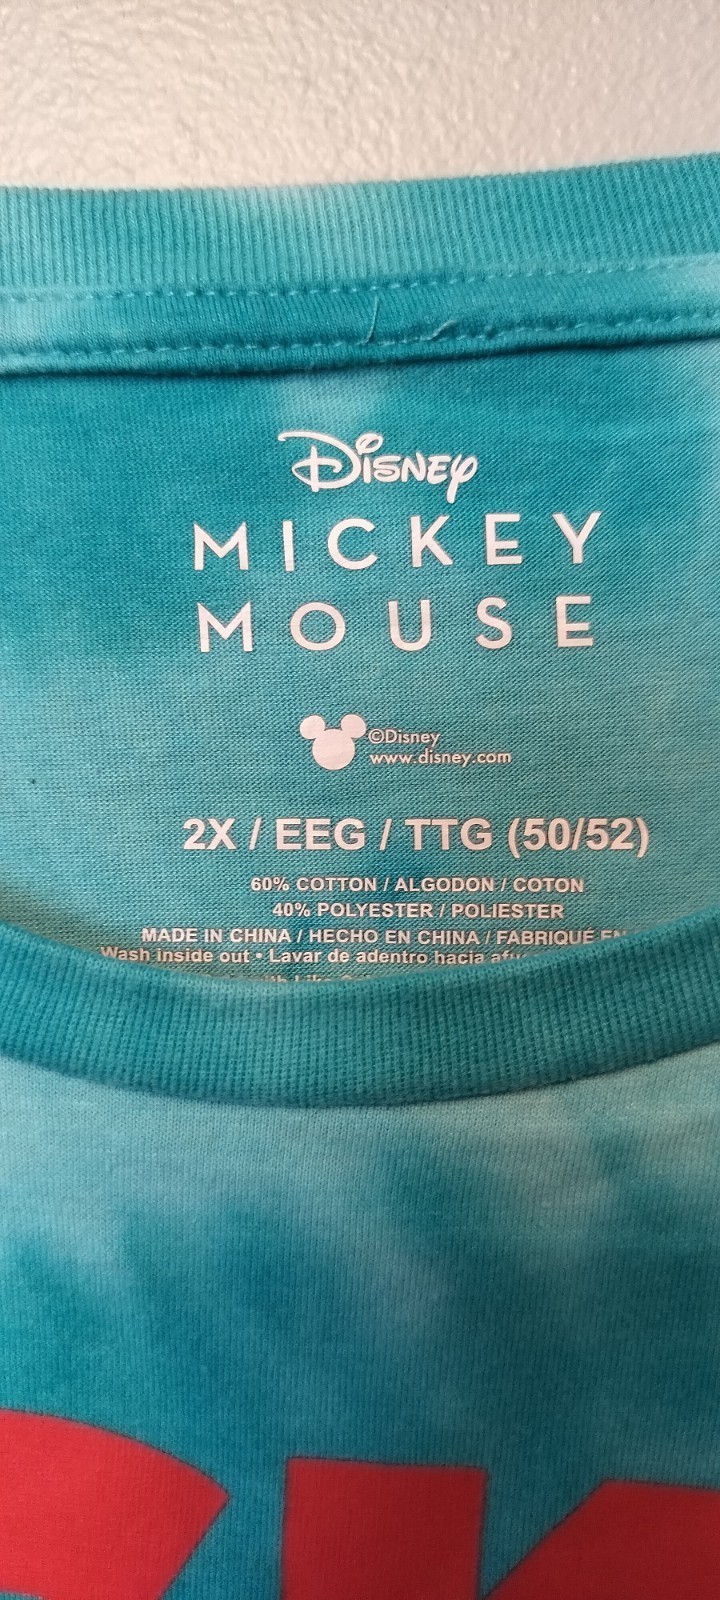 Disney
MICKEY
MOUSE
©Disney
www.disney.com
2X / EEG / TTG (50/52)
60% COTTON / ALGODON / COTON
40% POLYESTER / POLIESTER
MADE IN CHINA / HECHO EN CHINA / FABRIQUÉ EN
Wash inside out • Lavar de adentro hacia